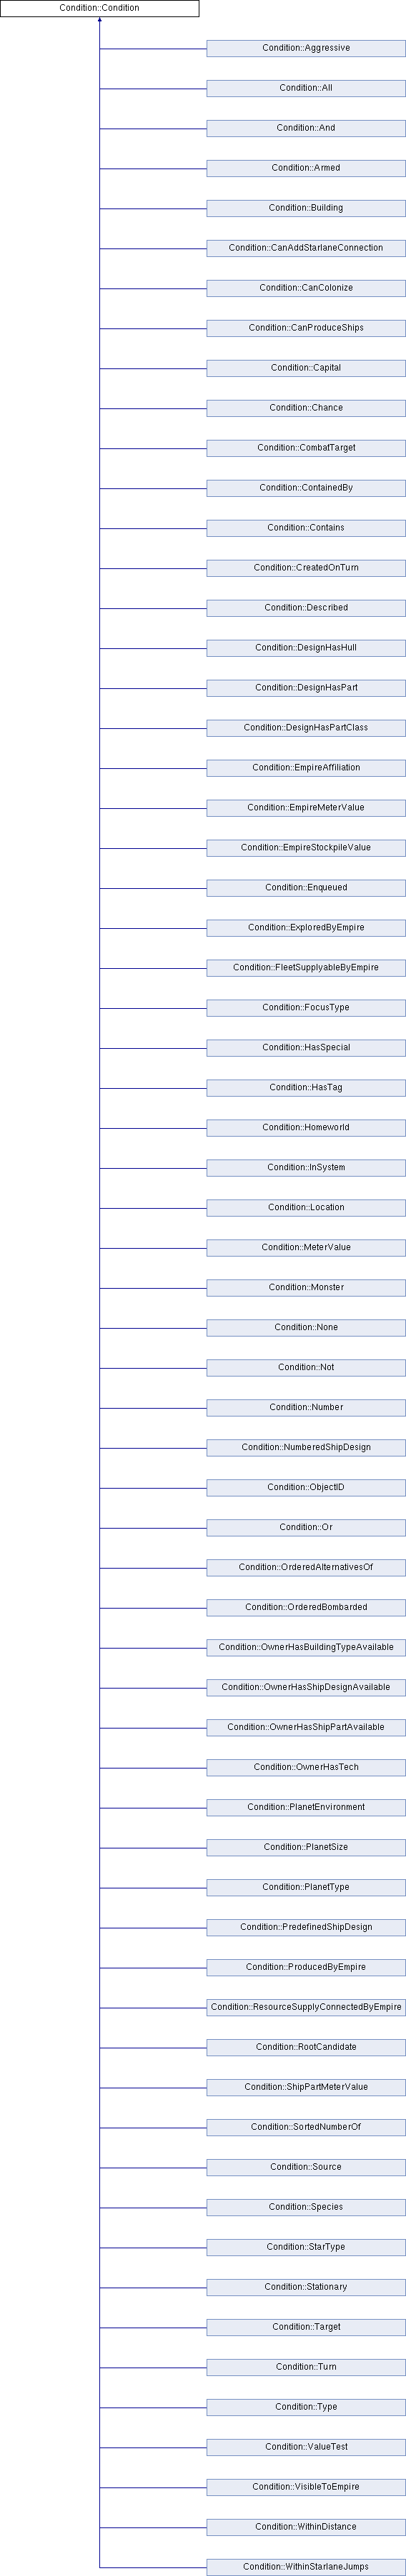 Condition::Condition
Condition::Aggressive
Condition::All
Condition::And
Condition::Armed
Condition::Building
Condition::CanAddStarlaneConnection
Condition::CanColonize
Condition::CanProduceShips
Condition::Capital
Condition::Chance
Condition::CombatTarget
Condition::ContainedBy
Condition::Contains
Condition::CreatedOnTurn
Condition::Described
Condition::DesignHasHull
Condition::DesignHasPart
Condition::DesignHasPartClass
Condition::EmpireAffiliation
Condition::EmpireMeterValue
Condition::EmpireStockpileValue
Condition::Enqueued
Condition::ExploredByEmpire
Condition::FleetSupplyableByEmpire
Condition::FocusType
Condition::HasSpecial
Condition::HasTag
Condition::Homeworld
Condition::InSystem
Condition::Location
Condition::MeterValue
Condition::Monster
Condition::None
Condition::Not
Condition::Number
Condition::NumberedShipDesign
Condition::ObjectID
Condition::Or
Condition::OrderedAlternativesOf
Condition::OrderedBombarded
Condition::OwnerHasBuildingTypeAvailable
Condition::OwnerHasShipDesignAvailable
Condition::OwnerHasShipPartAvailable
Condition::OwnerHasTech
Condition::PlanetEnvironment
Condition::PlanetSize
Condition::PlanetType
Condition::PredefinedShipDesign
Condition::ProducedByEmpire
Condition::ResourceSupplyConnectedByEmpire
Condition::RootCandidate
Condition::ShipPartMeterValue
Condition::SortedNumberOf
Condition::Source
Condition::Species
Condition::StarType
Condition::Stationary
Condition::Target
Condition::Turn
Condition::Type
Condition::ValueTest
Condition::VisibleToEmpire
Condition::WithinDistance
Condition::WithinStarlaneJumps